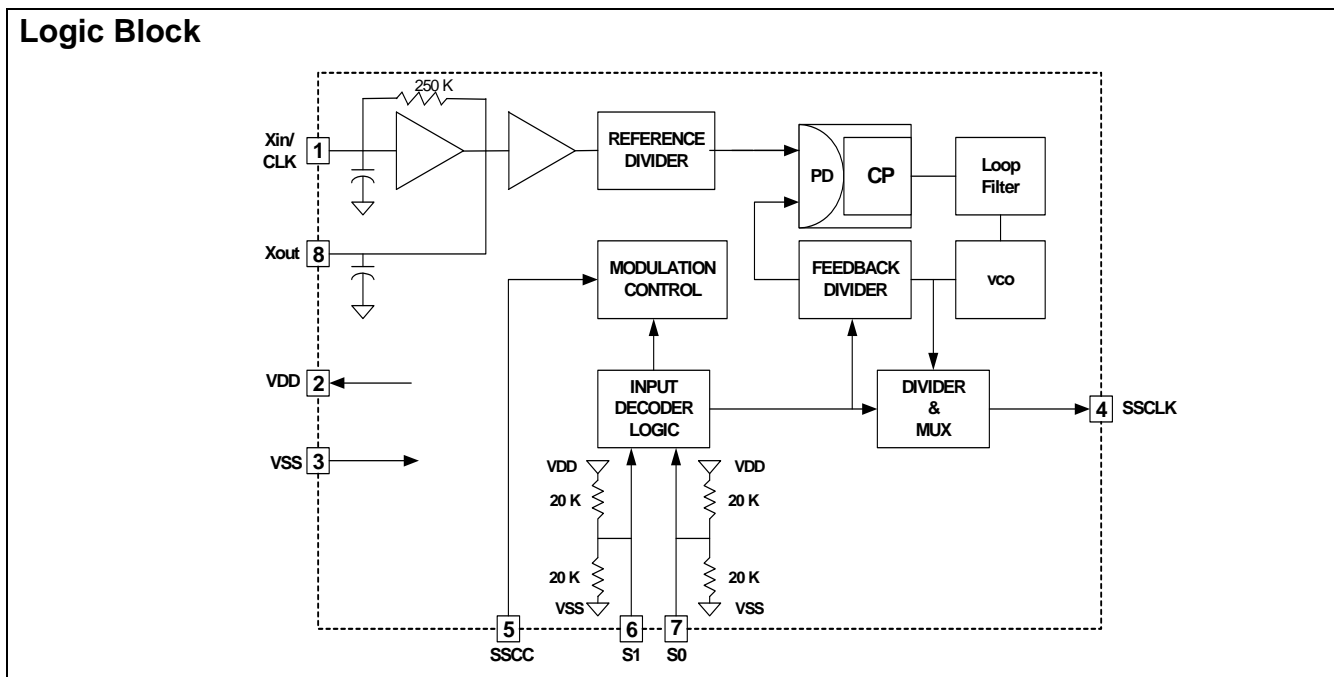 Logic Block
250 K
Xin/
CLK
1
REFERENCE
DIVIDER
PD
CP
Loop
Filter
Xout
8
MODULATION
CONTROL
FEEDBACK
DIVIDER
vco
VDD
2
INPUT
DECODER
LOGIC
DIVIDER
&
MUX
4
SSCLK
VSS
3
VDD
VDD
20 K
20 K
20 K
20 K
VSS
VSS
5
6
7
SSCC
S1
S0